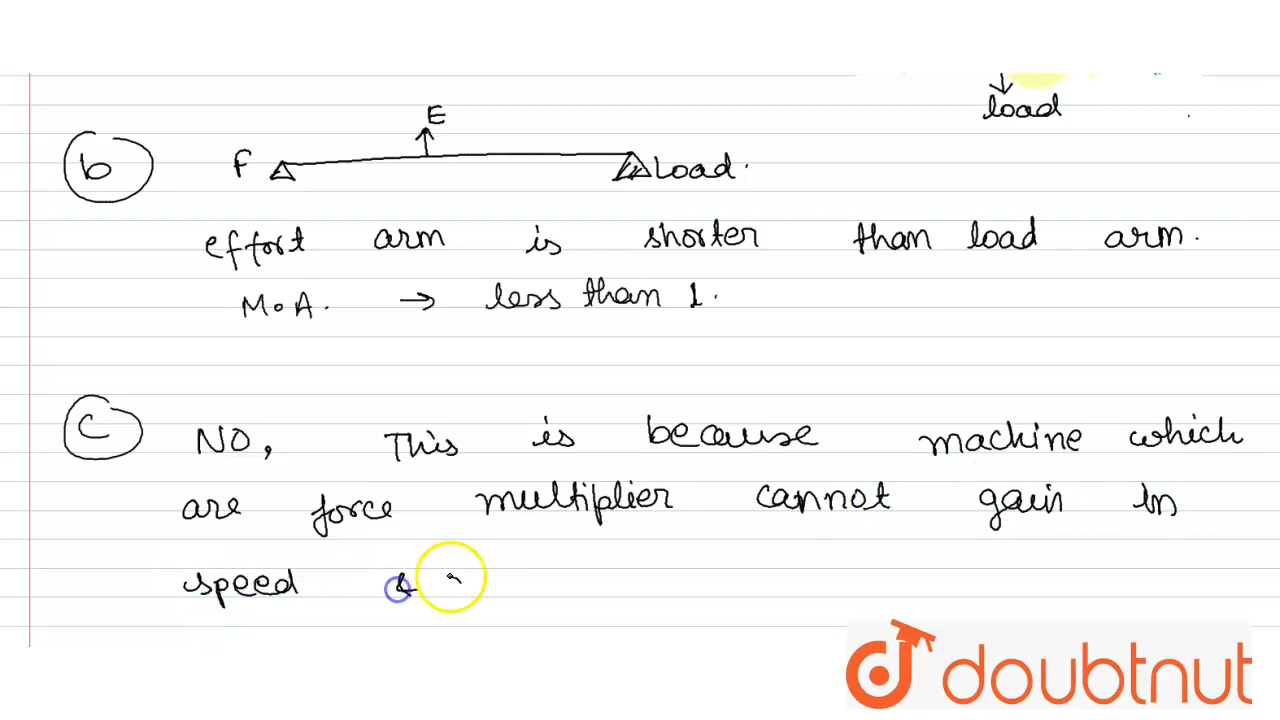 load
b
E
F Load.
effort arm is shorter than load arm.
M.A. → less than 1.
C
NO, This is because machine which
are force multiplier cannot gain in
speed &
doubtnut